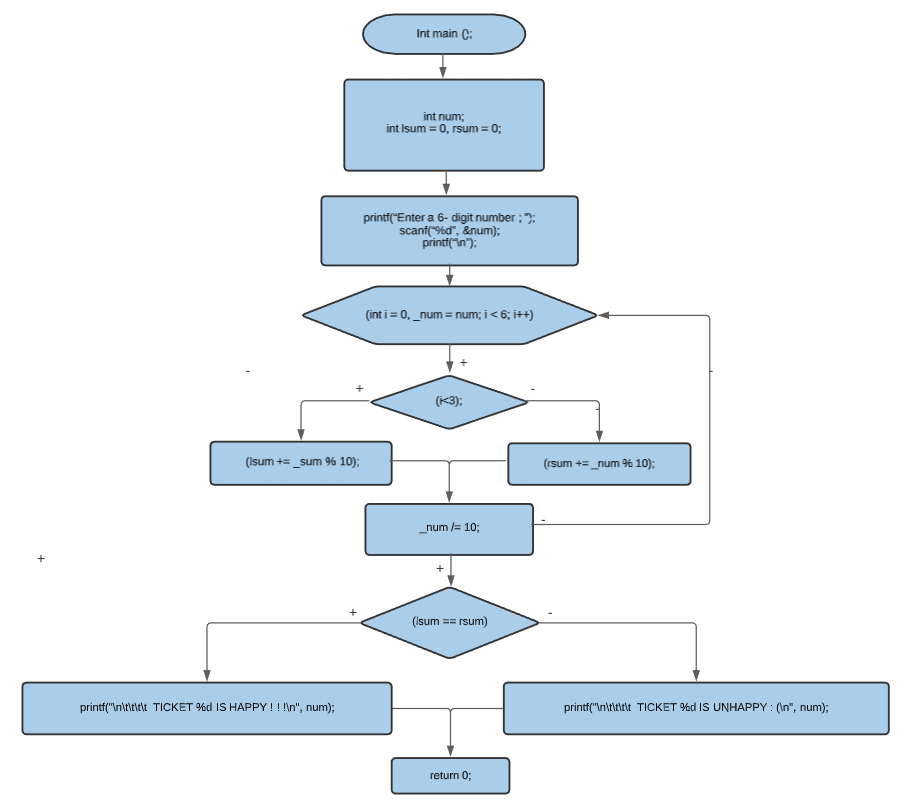 Int main ();
int num;
int lsum = 0, rsum = 0;
printf("Enter a 6- digit number ; ");
scanf("%d", &num);
printf("\n");
(int i = 0, _num = num; i < 6; i++)
+
-
-
(i<3);
+
-
-
(lsum += _sum % 10);
(rsum += _num % 10);
_num /= 10;
-
+
+
(lsum == rsum)
+
-
printf("\n\t\t\t\t  TICKET %d IS HAPPY ! ! !\n", num);
printf("\n\t\t\t\t  TICKET %d IS UNHAPPY : (\n", num);
return 0;